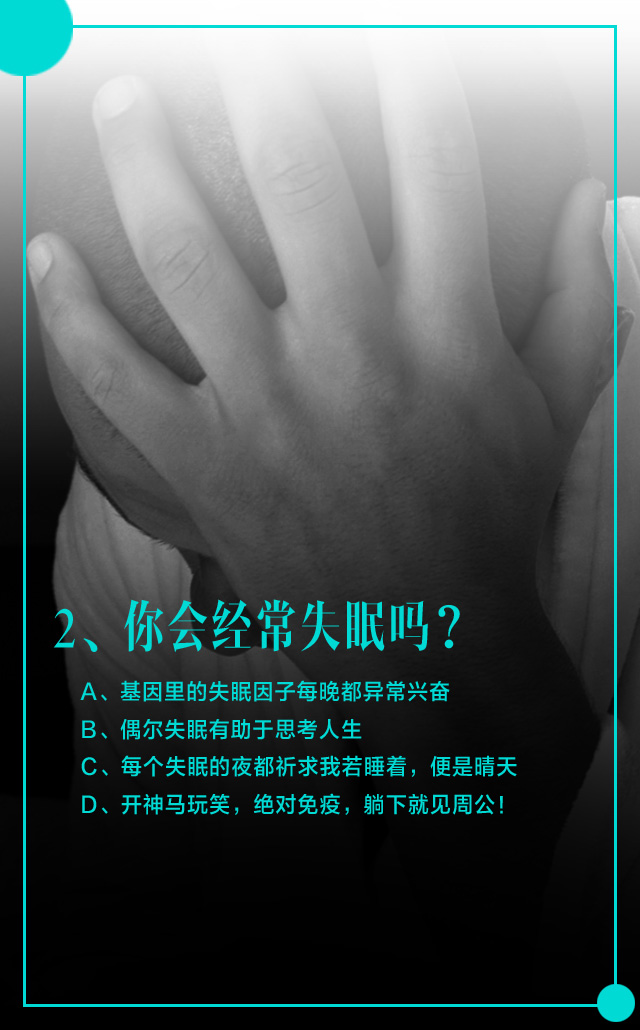 2、你会经常失眠吗？
A、基因里的失眠因子每晚都异常兴奋
B、偶尔失眠有助于思考人生
C、每个失眠的夜都祈求我若睡着，便是晴天
D、开神马玩笑，绝对免疫，躺下就见周公！